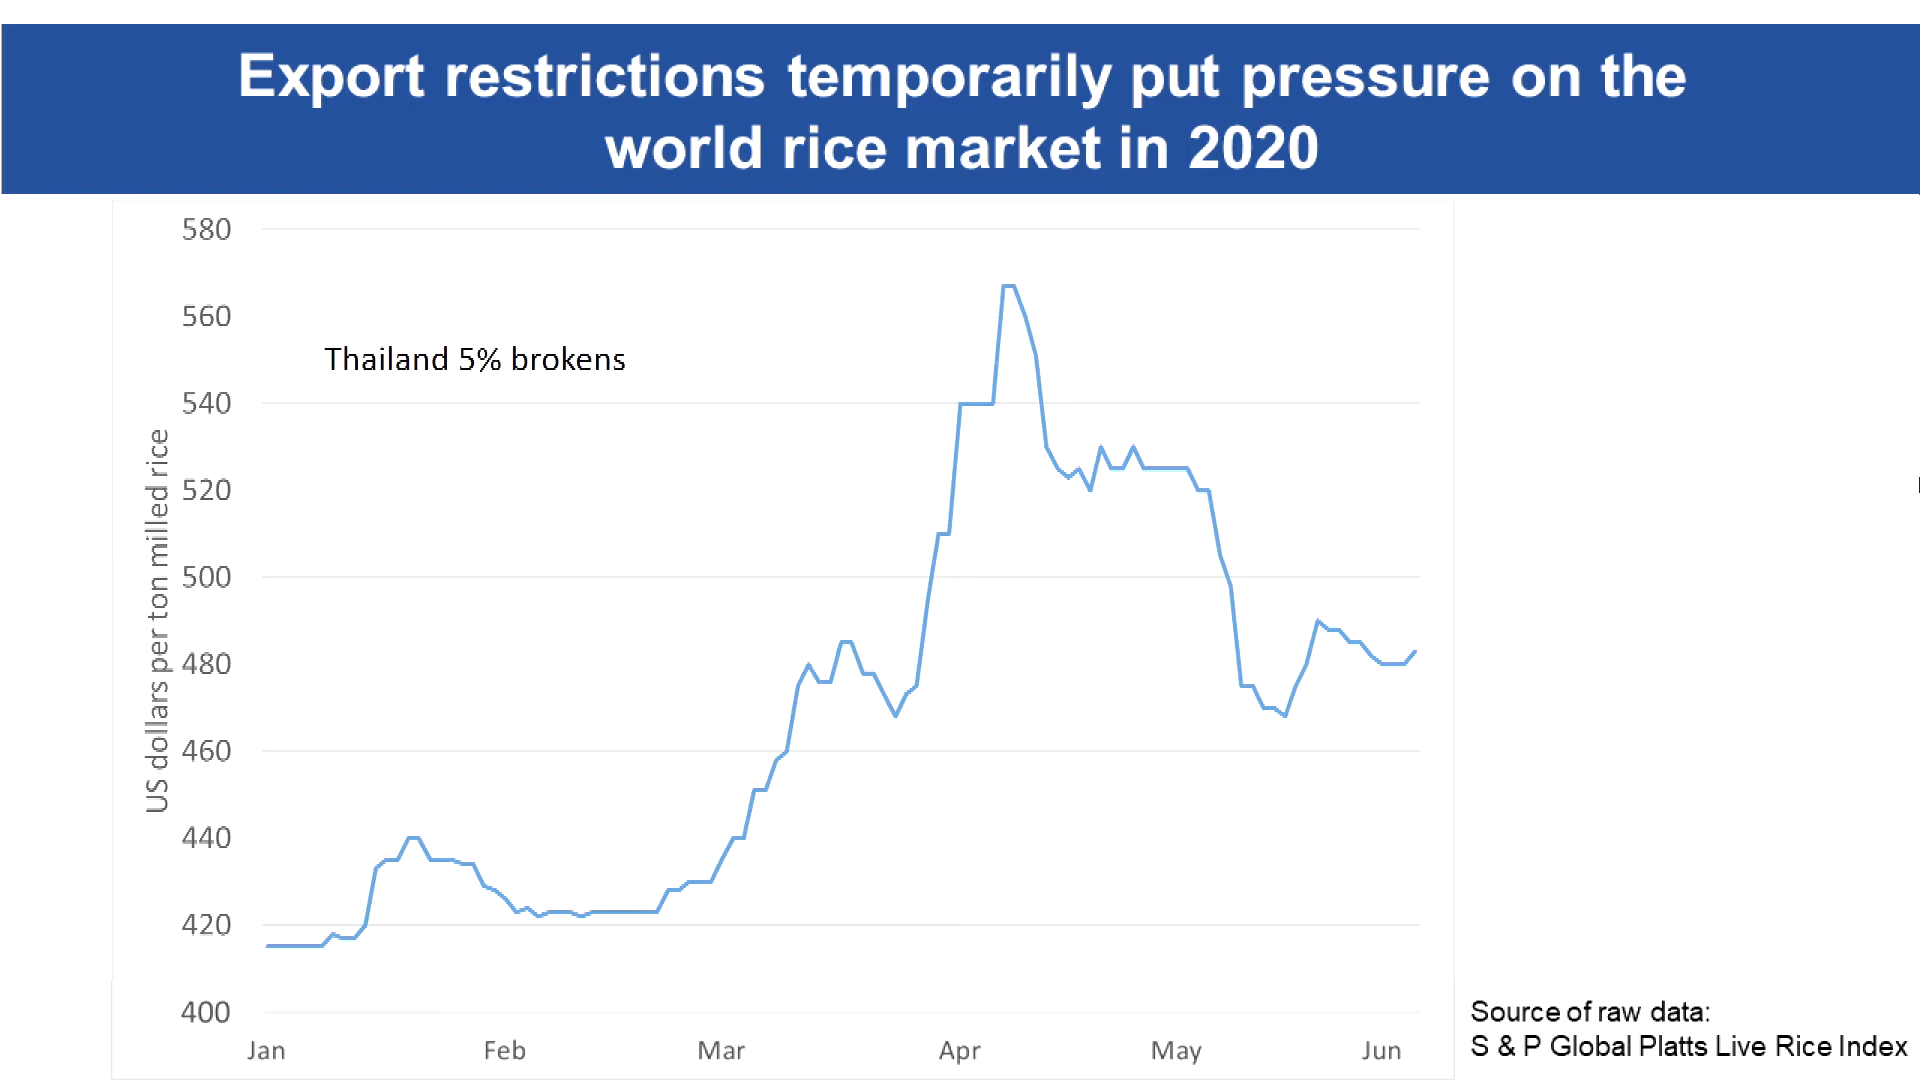 Export restrictions temporarily put pressure on the
world rice market in 2020
580
560
Thailand 5% brokens
540
520
500
480
460
440
420
400
US dollars per ton milled rice
Jan Feb Mar Apr May Jun
Source of raw data:
S & P Global Platts Live Rice Index